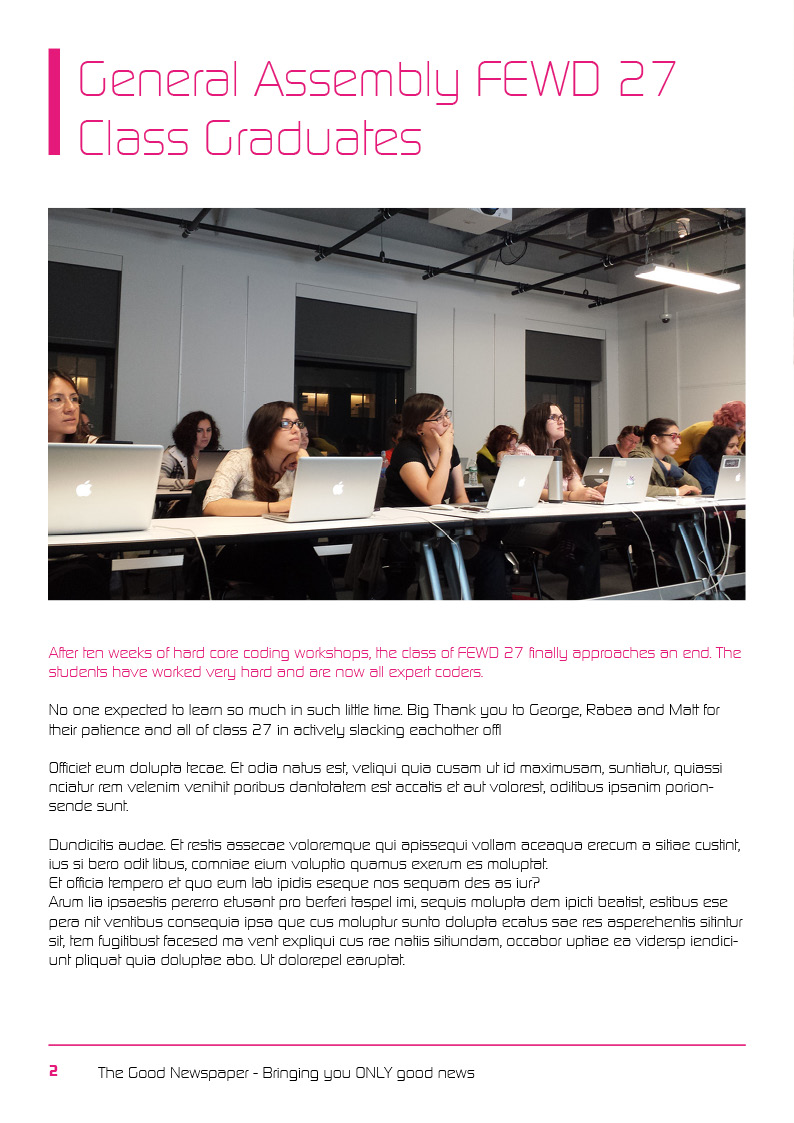 General Assembly FEWD 27
Class Graduates
After ten weeks of hard core coding workshops, the class of FEWD 27 finally approaches an end. The
students have worked very hard and are now all expert coders.
No one expected to learn so much in such little time. Big Thank you to George, Rabea and Matt for
their patience and all of class 27 in actively slacking eachother off!
Officiet eum dolupta tecae. Et odia natus est, veliqui quia cusam ut id maximusam, suntiatur, quiassi
nciatur rem velenim venihit poribus dantotatem est accatis et aut volorest, oditibus ipsanim porion-
sende sunt.
Dundicitis audae. Et restis assecae voloremque qui apissequi vollam aceaqua erecum a sitiae custint,
ius si bero odit libus, comniae eium voluptio quamus exerum es moluptat.
Et officia tempero et quo eum lab ipidis eseque nos sequam des as iur?
Arum lia ipsaestis pererro etusant pro berferi taspel imi, sequis molupta dem ipicti beatist, estibus ese
pera nit ventibus consequia ipsa que cus moluptur sunto dolupta ecatus sae res asperehentis sitintur
sit, tem fugitibust facesed ma vent expliqui cus rae natiis sitiundam, occabor uptiae ea vidersp iendici-
unt pliquat quia doluptae abo. Ut dolorepel earuptat.
2 The Good Newspaper - Bringing you ONLY good news